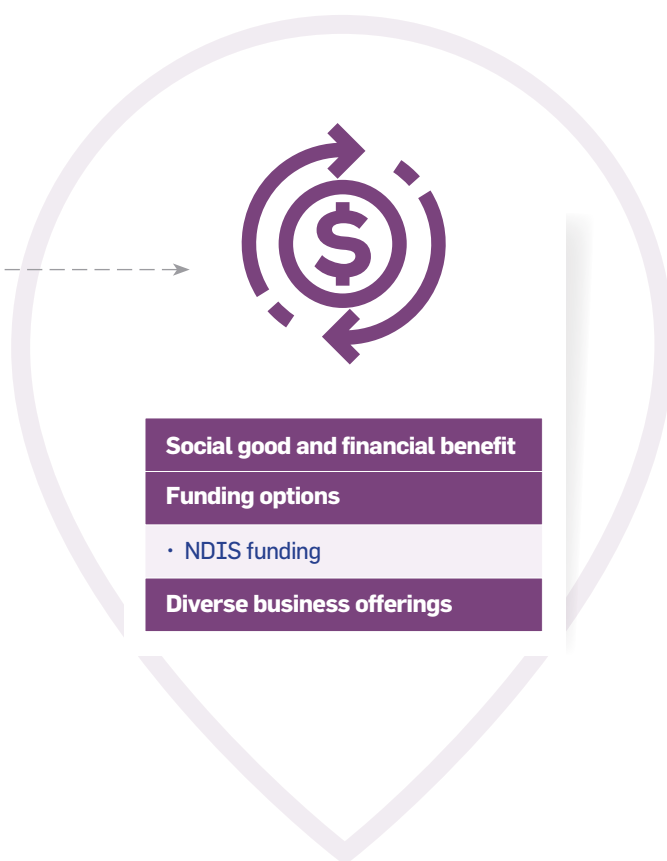 Social good and financial benefit
Funding options
· NDIS funding
Diverse business offerings